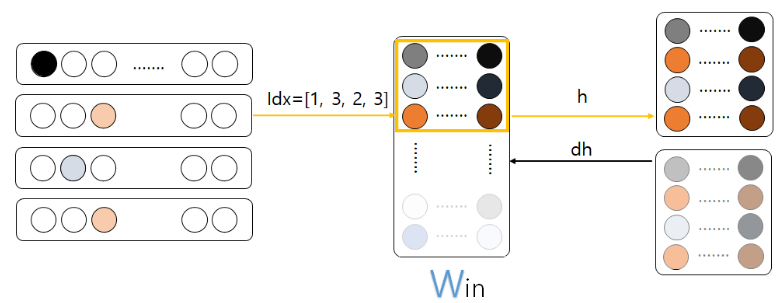 Idx=[1, 3, 2, 3]
h
dh
Win